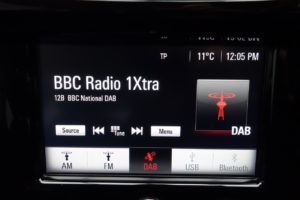 TP 11°C 12:05 PM
BBC Radio 1Xtra
12B BBC National DAB
Source Tune Menu
DAB
AM FM DAB USB Bluetooth